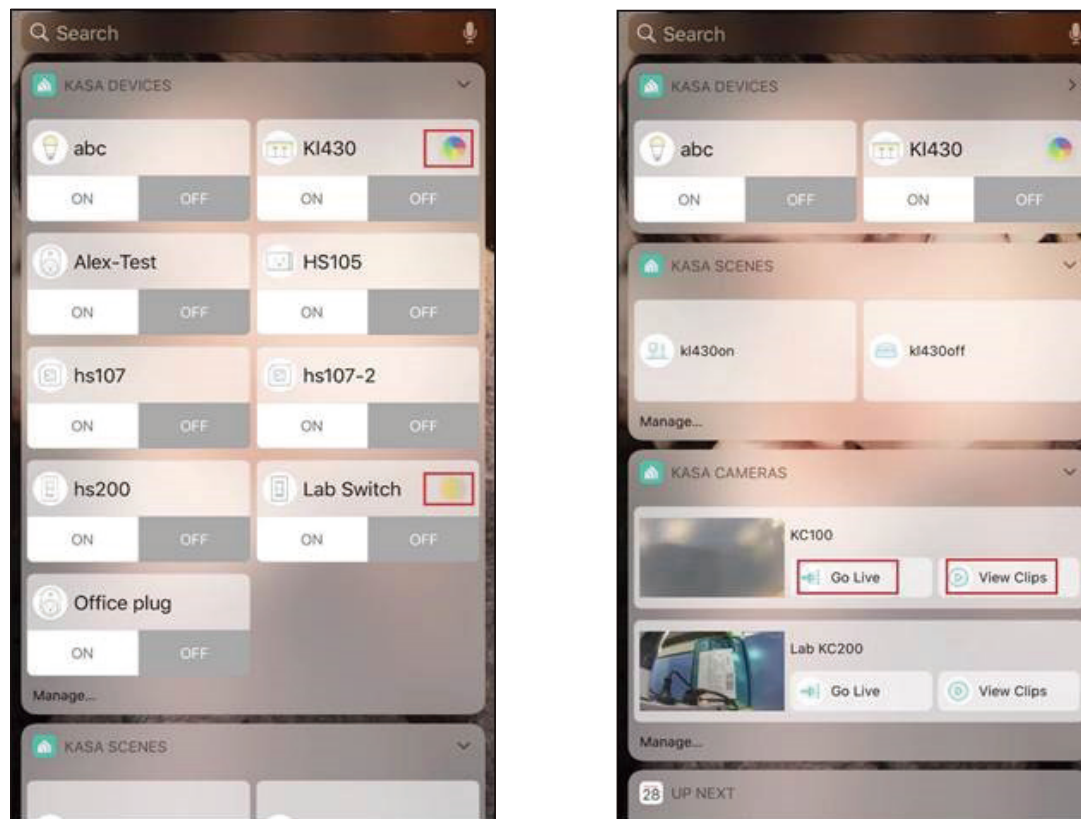 Search
KASA DEVICES
abc
KI430
ON OFF
ON OFF
Alex-Test
HS105
ON OFF
ON OFF
hs107
hs107-2
ON OFF
ON OFF
hs200
Lab Switch
ON OFF
ON OFF
Office plug
ON OFF
Manage...
KASA SCENES
Search
KASA DEVICES
abc
KI430
ON OFF
ON OFF
KASA SCENES
kl430on
kl430off
Manage...
KASA CAMERAS
KC100
Go Live
View Clips
Lab KC200
Go Live
View Clips
Manage...
28 UP NEXT